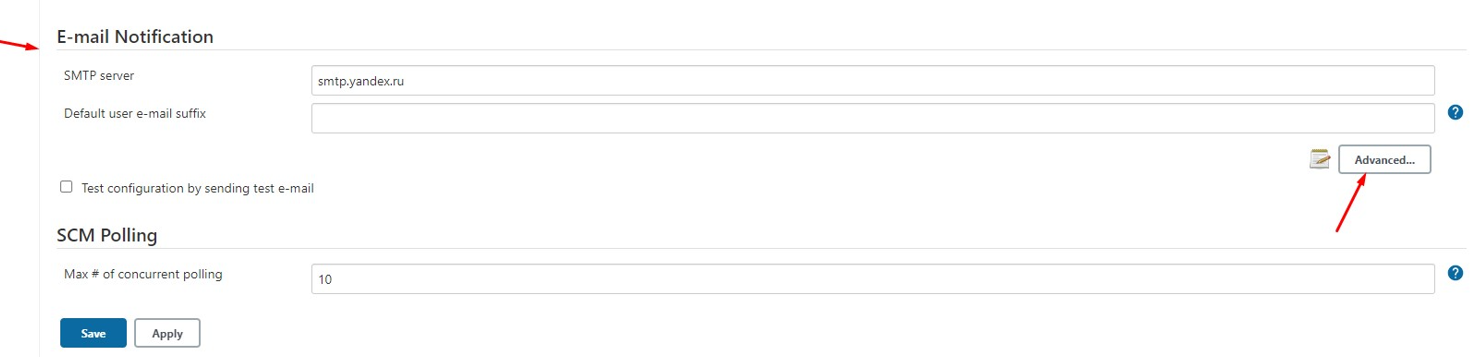 E-mail Notification
SMTP server
smtp.yandex.ru
Default user e-mail suffix
?
Advanced...
Test configuration by sending test e-mail
SCM Polling
Max # of concurrent polling
10
?
Save
Apply